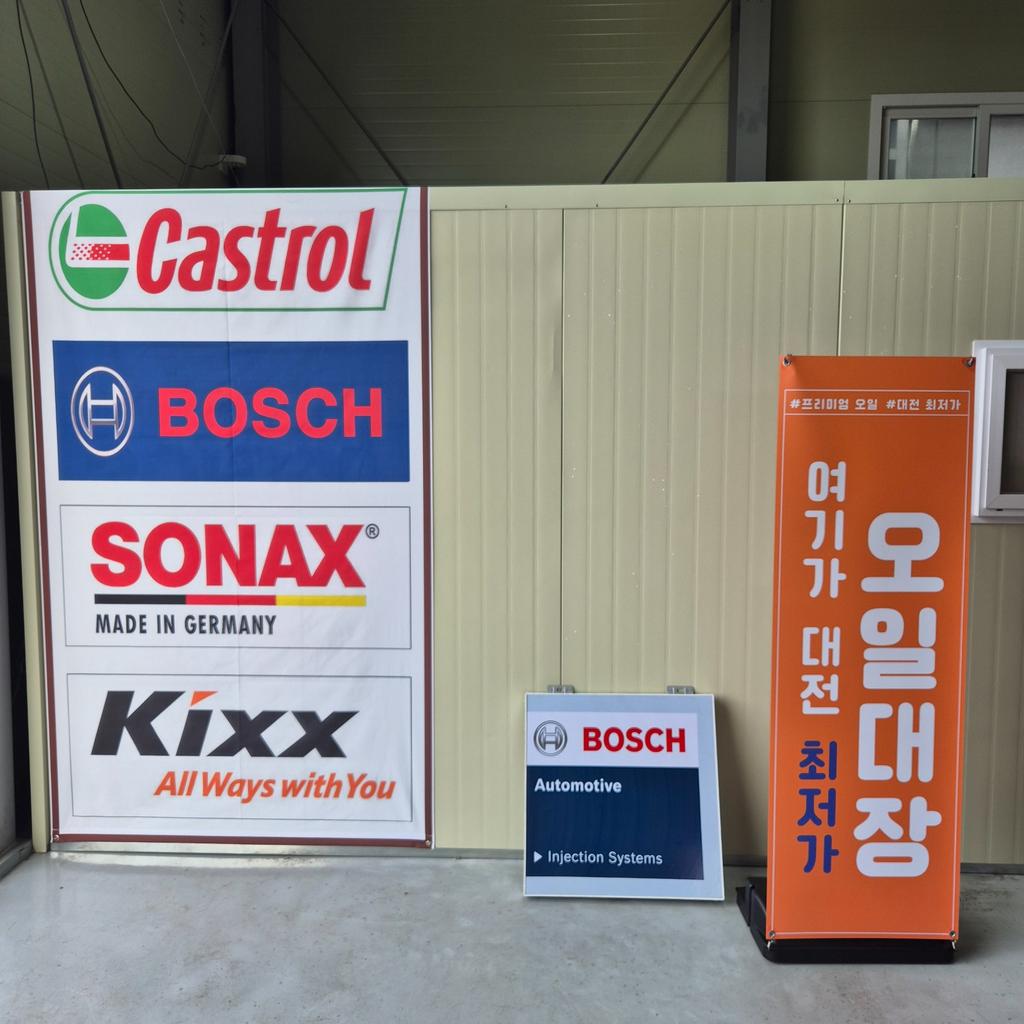 Castrol
BOSCH
SONAX®
MADE IN GERMANY
Kixx
All Ways with You
BOSCH
Automotive
▶ Injection Systems
#프리미엄 오일 #대전 최저가
여기가 대전 최저가
오일대장